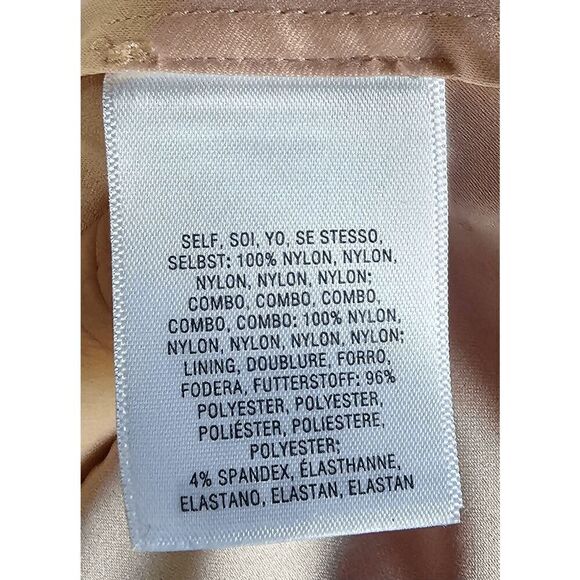 SELF, SOI, YO, SE STESSO,
SELBST: 100% NYLON, NYLON,
NYLON, NYLON, NYLON;
COMBO, COMBO, COMBO,
COMBO, COMBO: 100% NYLON,
NYLON, NYLON, NYLON, NYLON;
LINING, DOUBLURE, FORRO,
FODERA, FUTTERSTOFF: 96%
POLYESTER, POLYESTER,
POLIÉSTER, POLIESTERE,
POLYESTER;
4% SPANDEX, ÉLASTHANNE,
ELASTANO, ELASTAN, ELASTAN